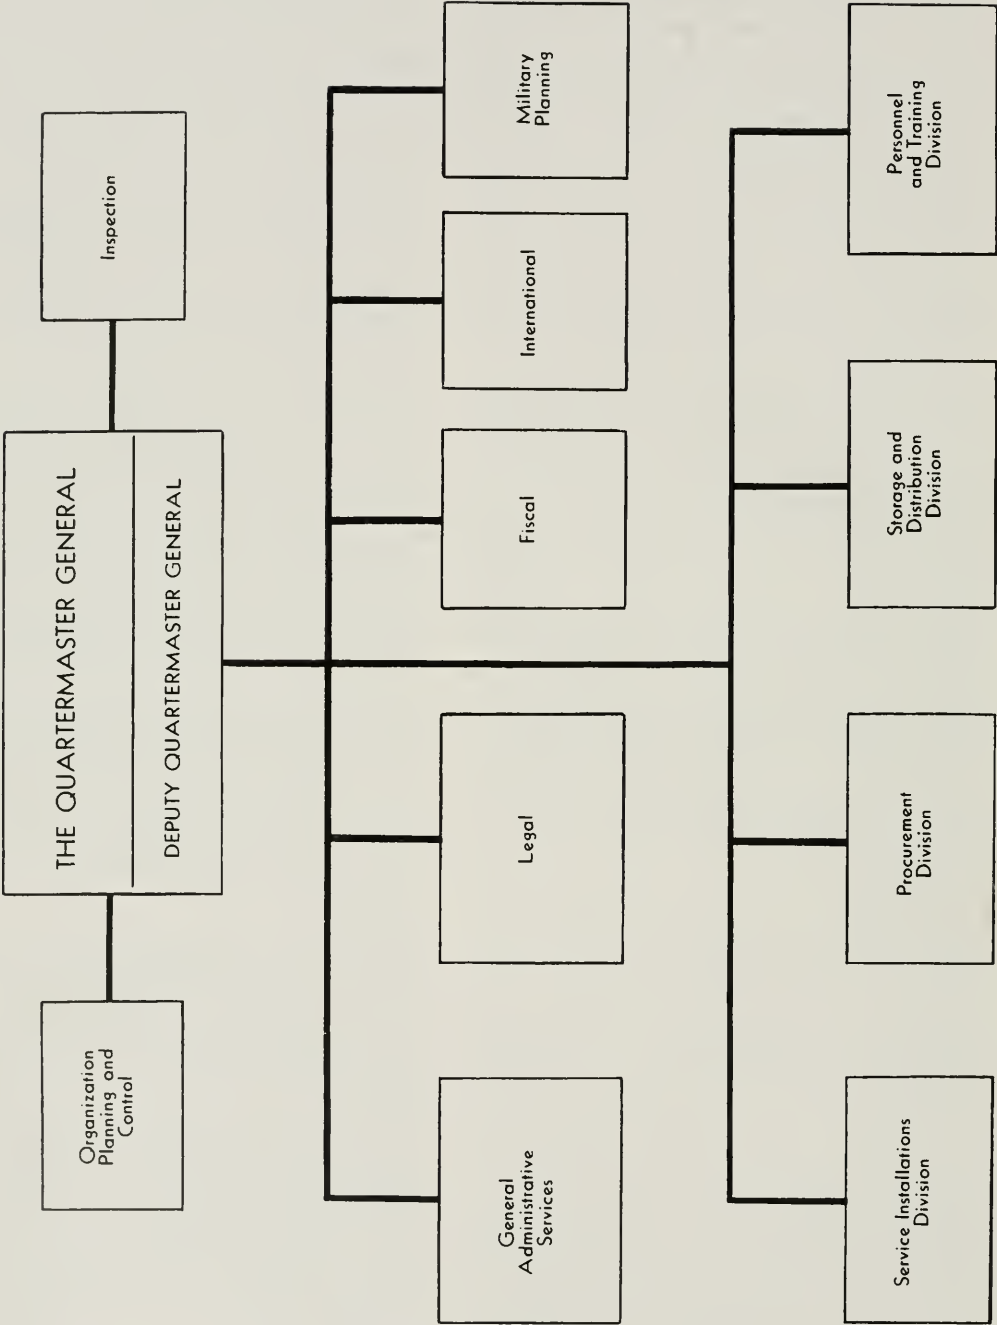 THE QUARTERMASTER GENERAL
DEPUTY QUARTERMASTER GENERAL
Organization
Planning and
Control
Inspection
General
Administrative
Services
Legal
Fiscal
International
Military
Planning
Service Installations
Division
Procurement
Division
Storage and
Distribution
Division
Personnel
and Training
Division